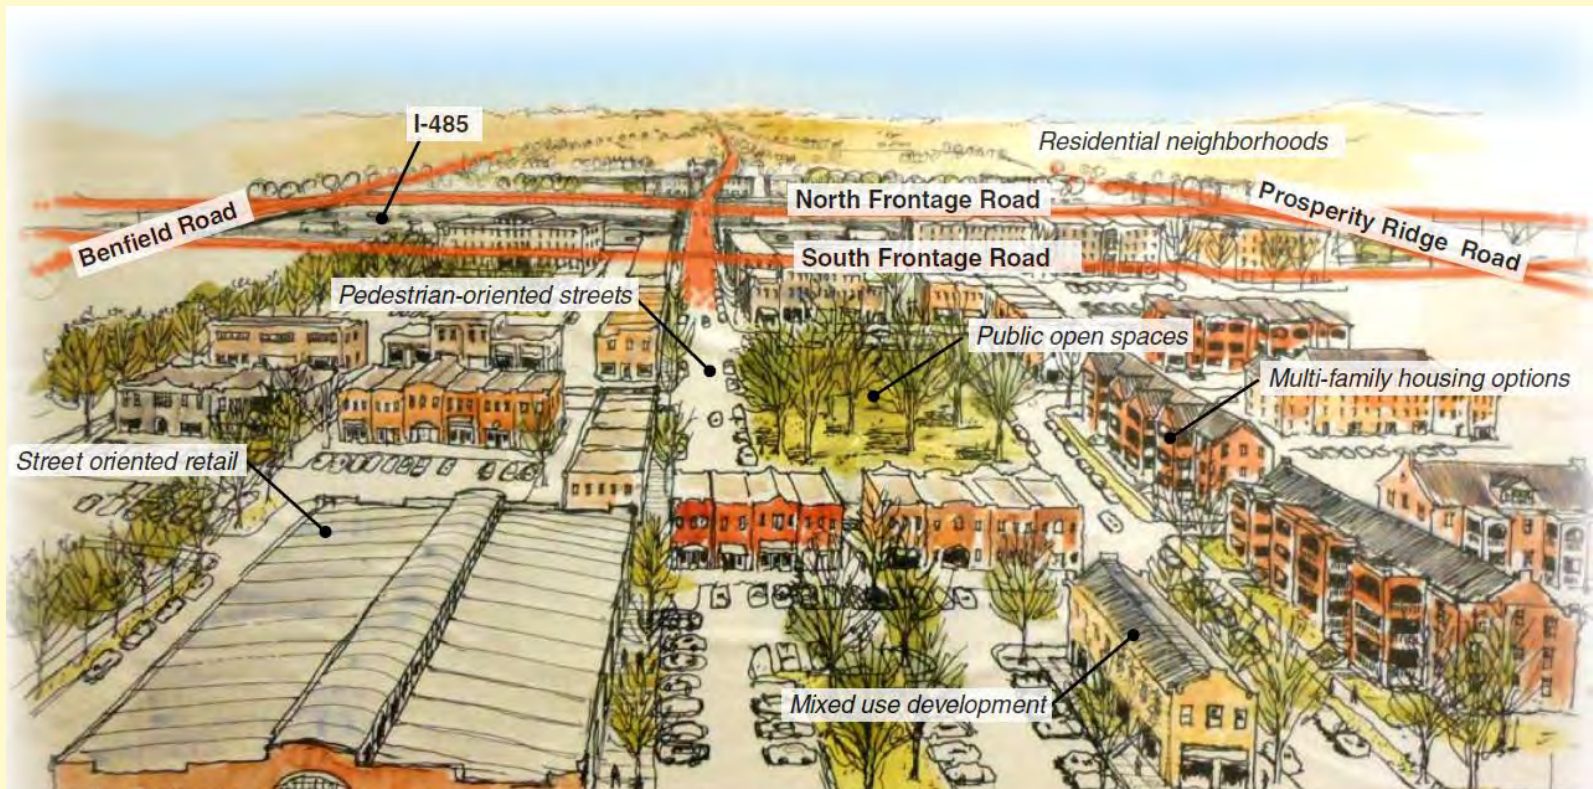 I-485
Residential neighborhoods
North Frontage Road
Prosperity Ridge Road
Benfield Road
South Frontage Road
Pedestrian-oriented streets
Public open spaces
Multi-family housing options
Street oriented retail
Mixed use development